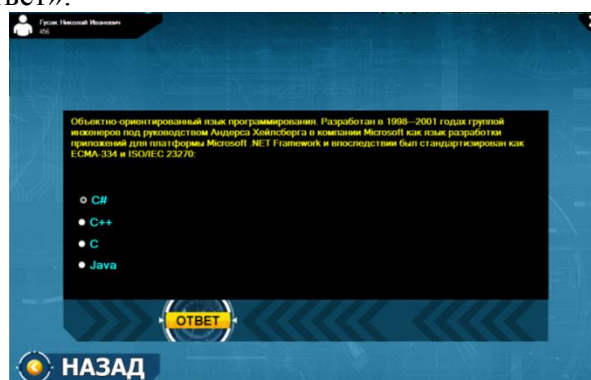 твет».
Гусак Николай Иванович
456
Объектно-ориентированный язык программирования. Разработан в 1998—2001 годах группой
инженеров под руководством Андерса Хейлсберга в компании Microsoft как язык разработки
приложений для платформы Microsoft .NET Framework и впоследствии был стандартизирован как
ECMA-334 и ISO/IEC 23270:
C#
C++
C
Java
ОТВЕТ
НАЗАД